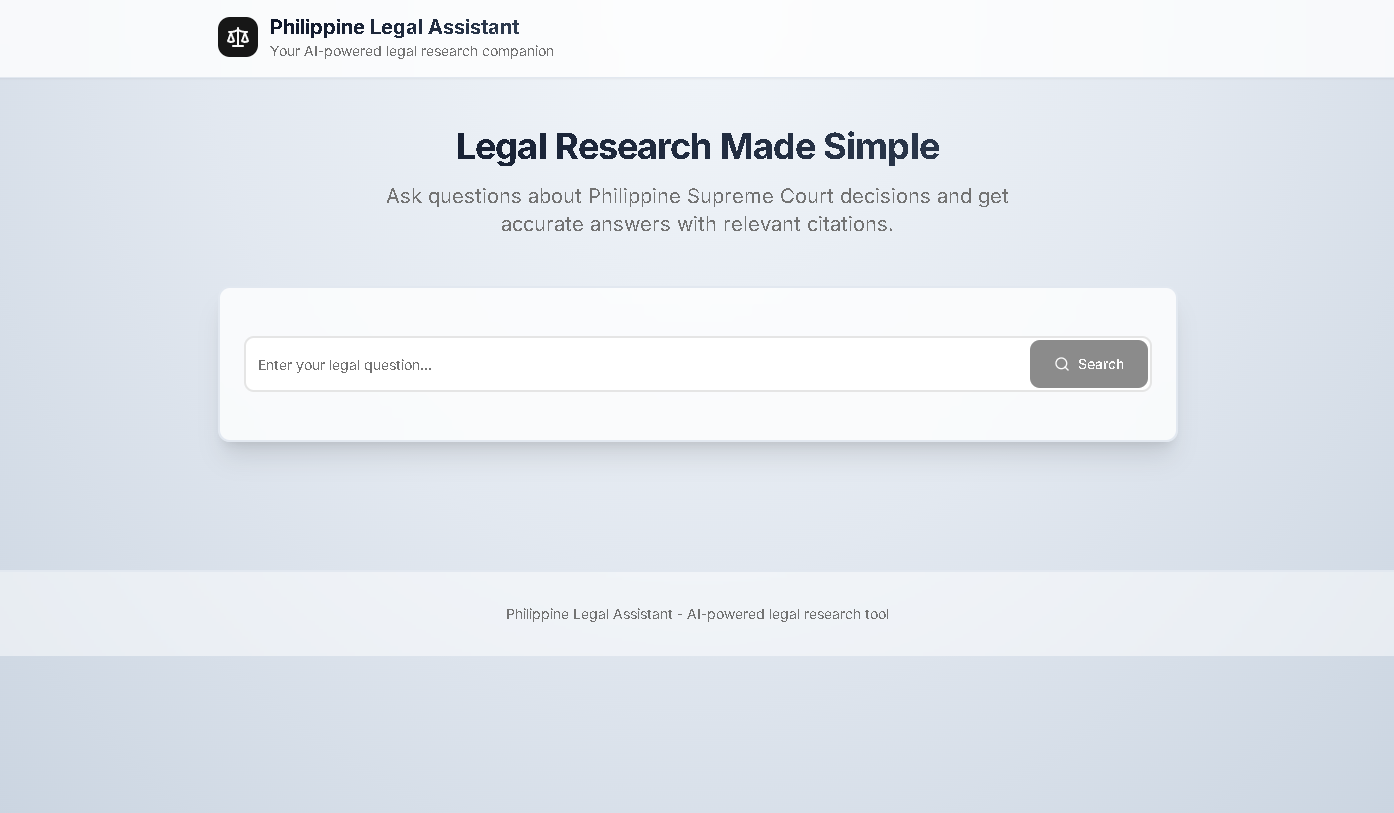 Philippine Legal Assistant
Your AI-powered legal research companion
Legal Research Made Simple
Ask questions about Philippine Supreme Court decisions and get
accurate answers with relevant citations.
Enter your legal question...
Search
Philippine Legal Assistant - AI-powered legal research tool